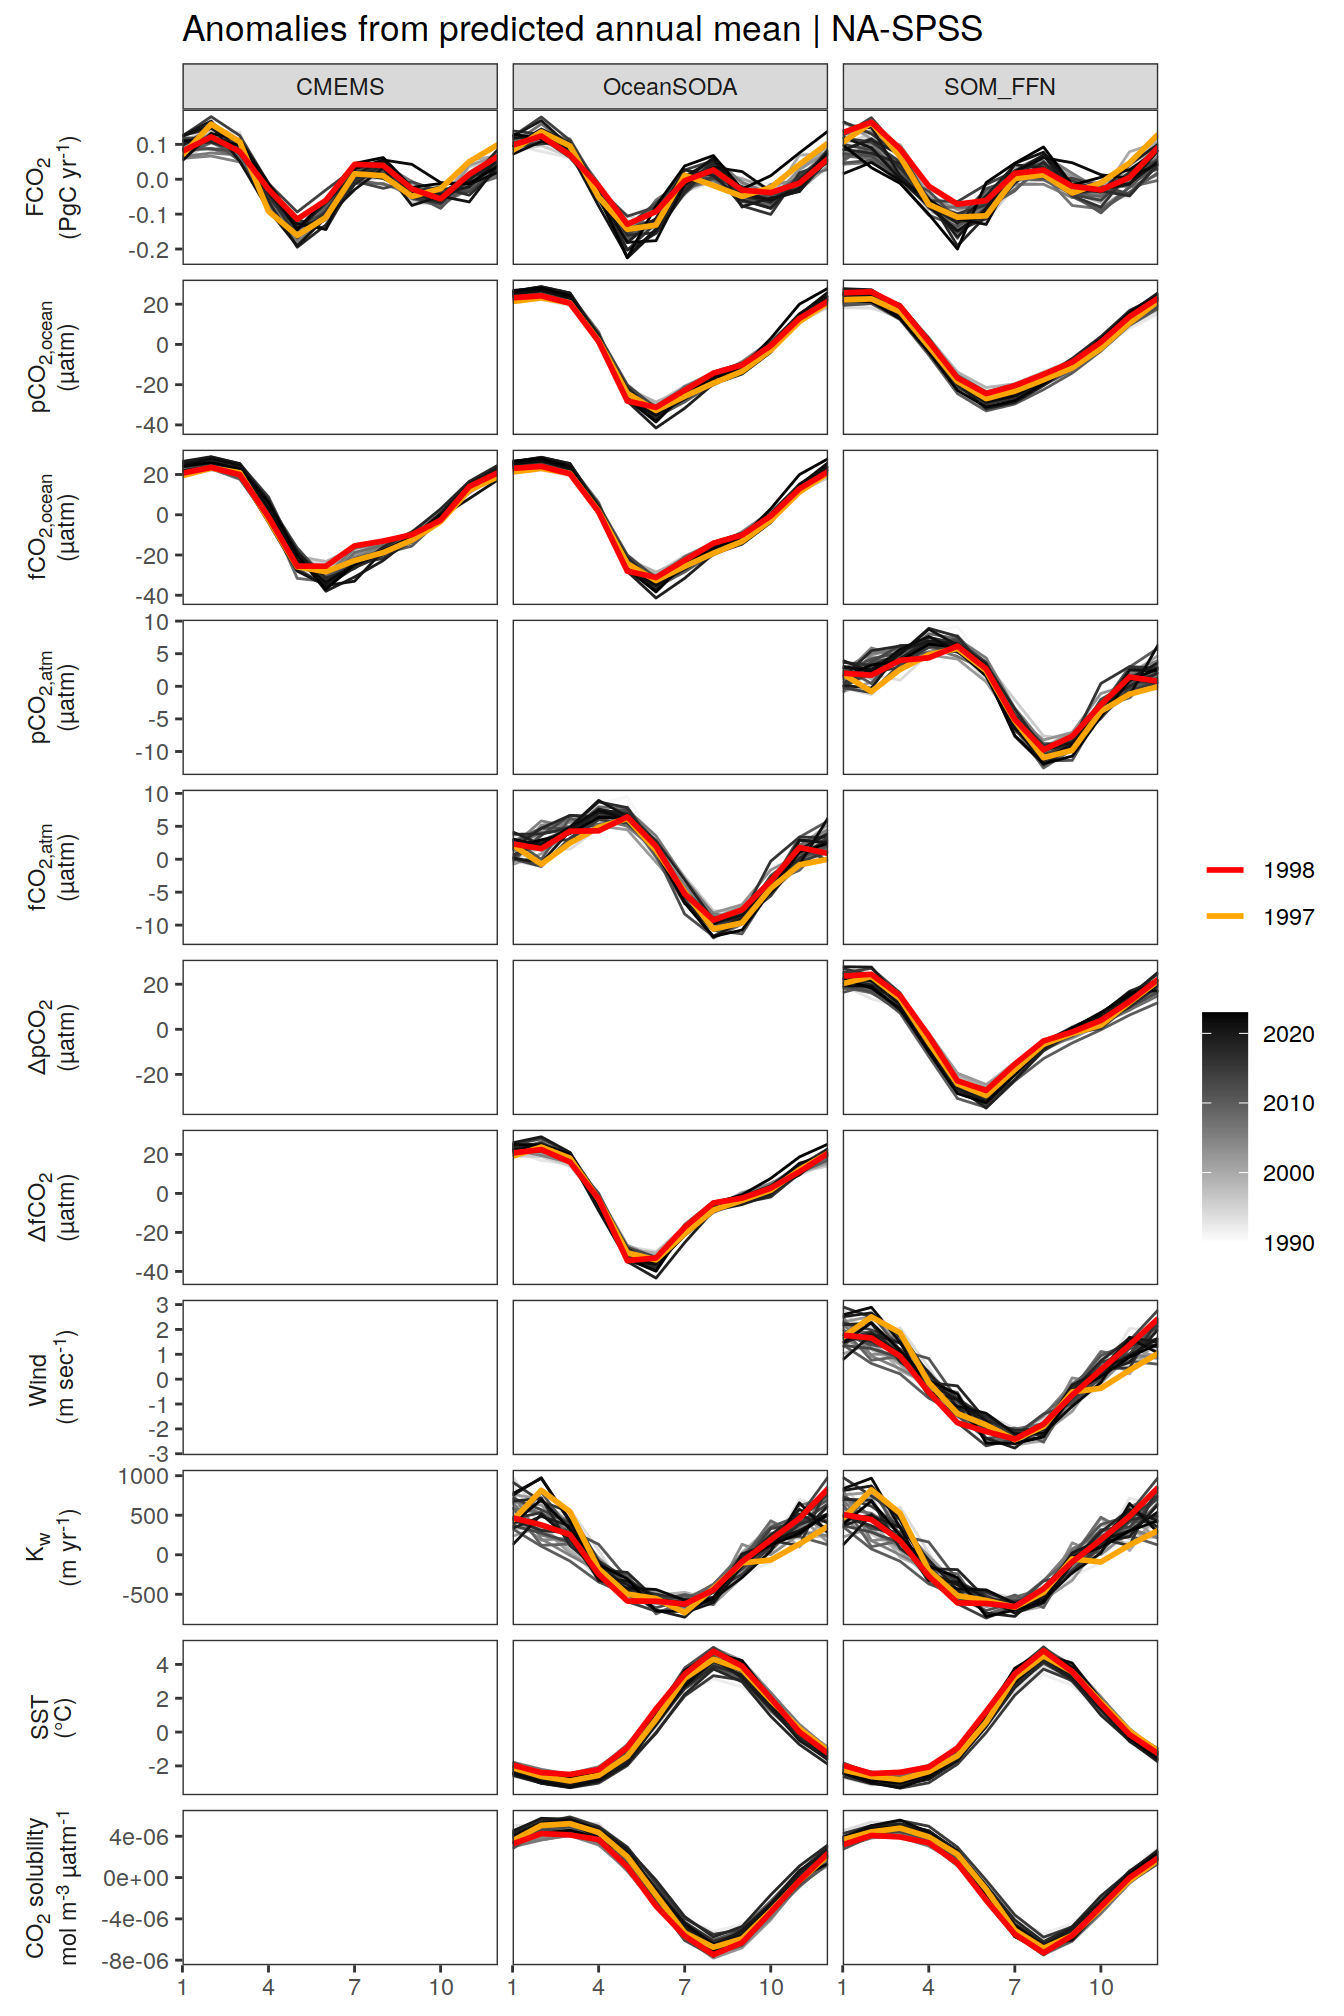 Anomalies from predicted annual mean | NA-SPSS
CMEMS OceanSODA SOM_FFN
FCO2
(PgC yr-1)
0.1
0.0
-0.1
-0.2
pCO2,ocean
(µatm)
20
0
-20
-40
fCO2,ocean
(µatm)
20
0
-20
-40
pCO2,atm
(µatm)
10
5
0
-5
-10
fCO2,atm
(µatm)
10
5
0
-5
-10
ΔpCO2
(µatm)
20
0
-20
ΔfCO2
(µatm)
20
0
-20
-40
Wind
(m sec-1)
3
2
1
0
-1
-2
-3
Kw
(m yr-1)
1000
500
0
-500
SST
(°C)
4
2
0
-2
CO2 solubility
mol m-3 µatm-1
4e-06
0e+00
-4e-06
-8e-06
1 4 7 10 1 4 7 10 1 4 7 10
1998
1997
2020
2010
2000
1990